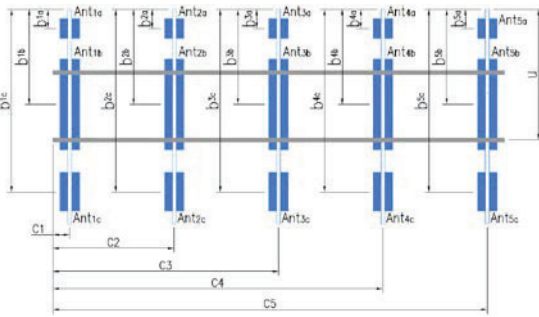 Ant1a Ant2a Ant3a Ant4a Ant5a
b1a b2a b3a b4a b5a
Ant1b Ant2b Ant3b Ant4b Ant5b
b1b b2b b3b b4b b5b
b1c b2c b3c b4c b5c
u
Ant1c Ant2c Ant3c Ant4c Ant5c
C1
C2
C3
C4
C5